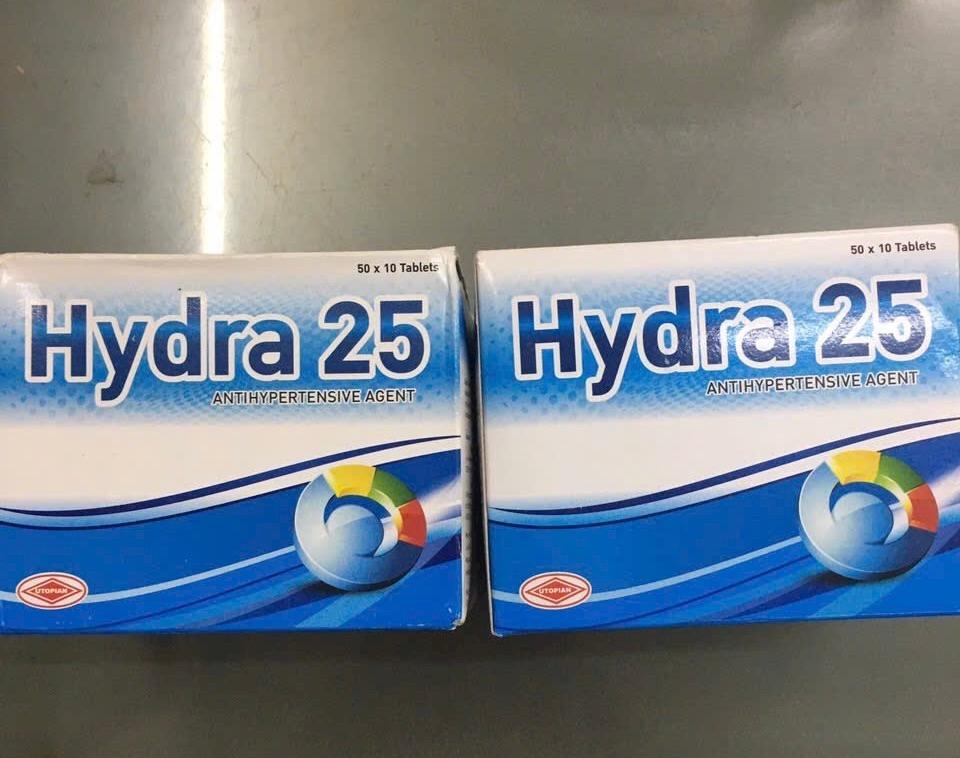 50 x 10 Tablets
Hydra 25
ANTIHYPERTENSIVE AGENT
UTOPIAN
50 x 10 Tablets
Hydra 25
ANTIHYPERTENSIVE AGENT
UTOPIAN